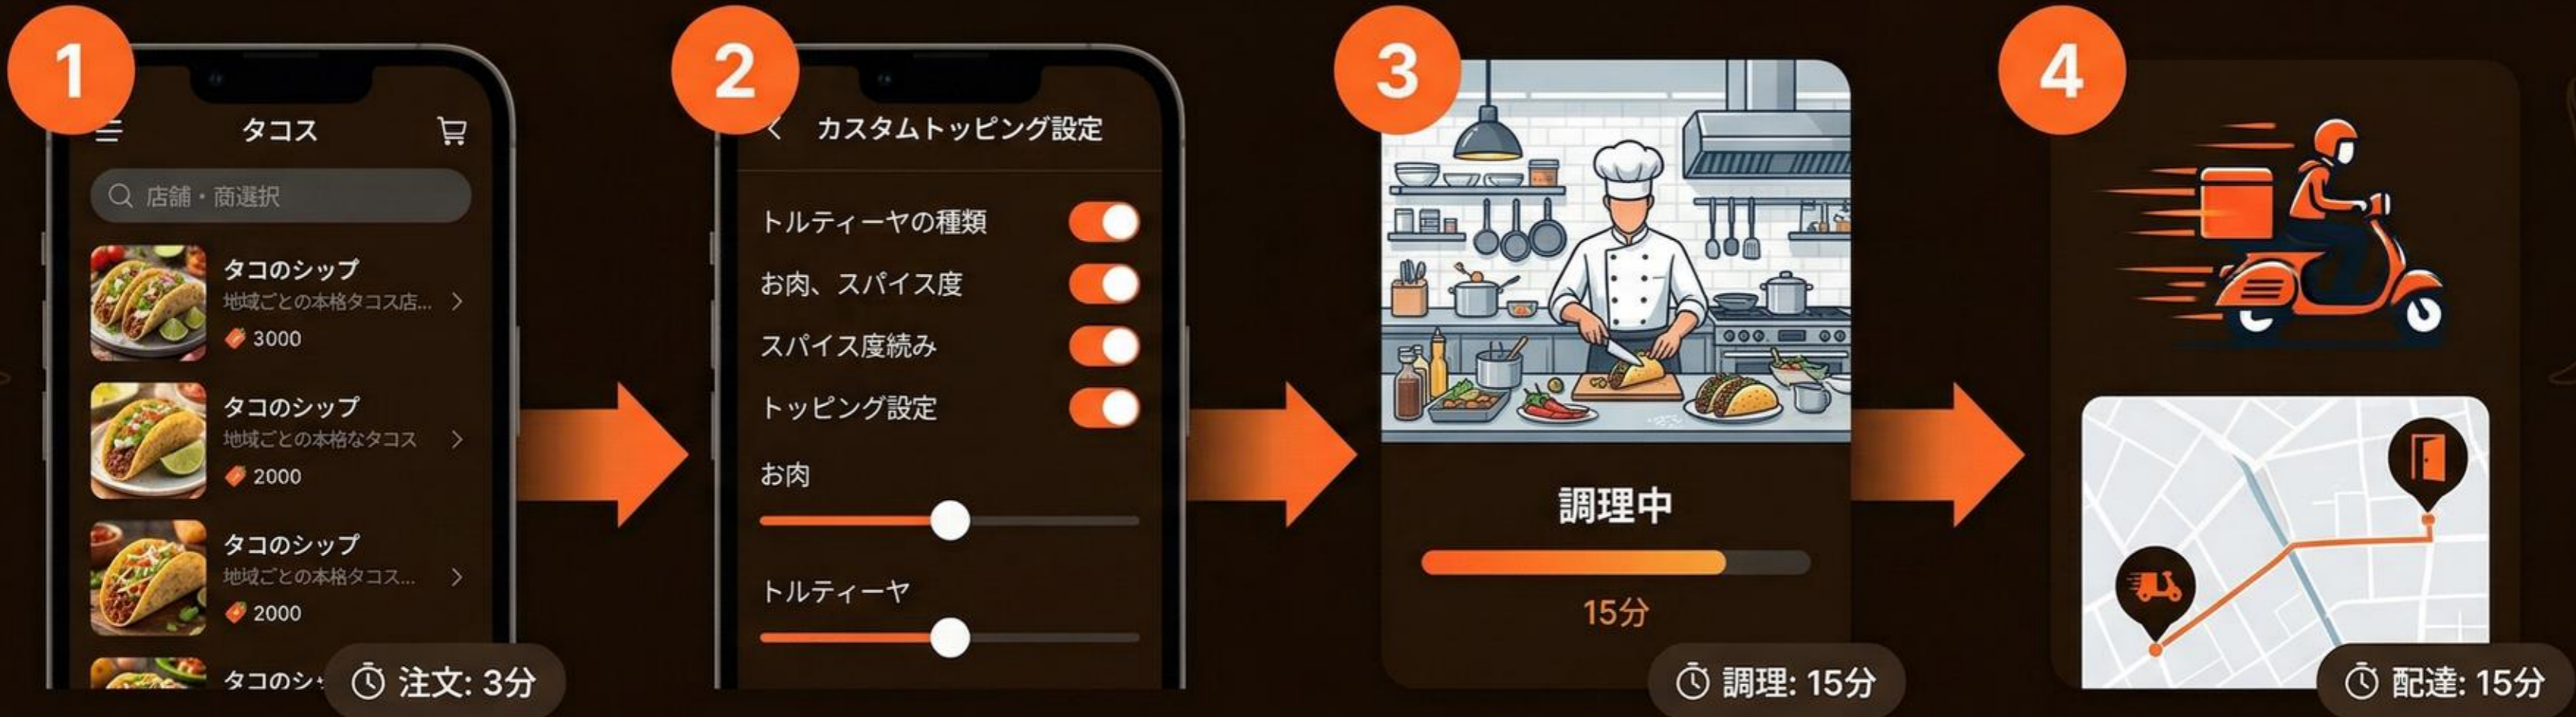 1
タコス
店舗・商選択
タコのシップ
地域ごとの本格タコス店...
3000
タコのシップ
地域ごとの本格なタコス
2000
タコのシップ
地域ごとの本格タコス...
2000
タコのシ
注文: 3分
2
カスタムトッピング設定
トルティーヤの種類
お肉、スパイス度
スパイス度続み
トッピング設定
お肉
トルティーヤ
3
調理中
15分
調理: 15分
4
配達: 15分